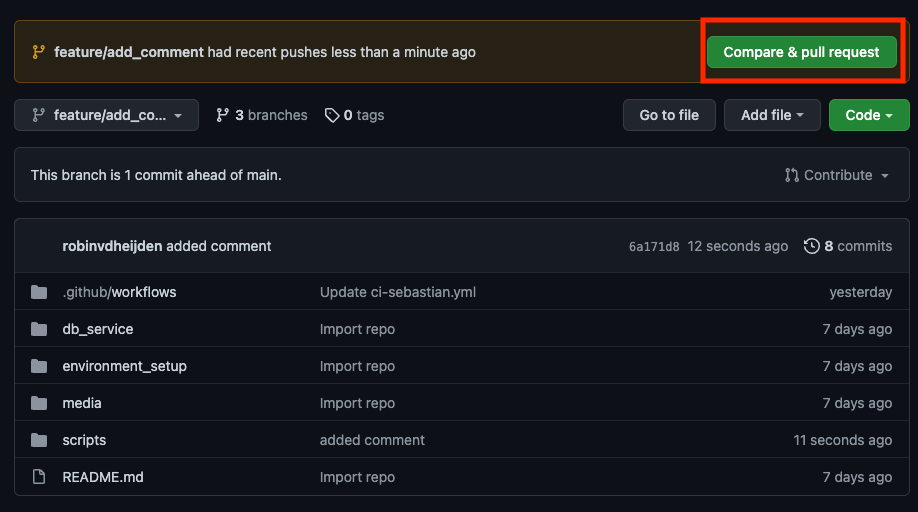 feature/add_comment had recent pushes less than a minute ago Compare & pull request
feature/add_co... 3 branches 0 tags Go to file Add file Code
This branch is 1 commit ahead of main. Contribute
robinvdheijden added comment 6a171d8 12 seconds ago 8 commits
.github/workflows Update ci-sebastian.yml yesterday
db_service Import repo 7 days ago
environment_setup Import repo 7 days ago
media Import repo 7 days ago
scripts added comment 11 seconds ago
README.md Import repo 7 days ago